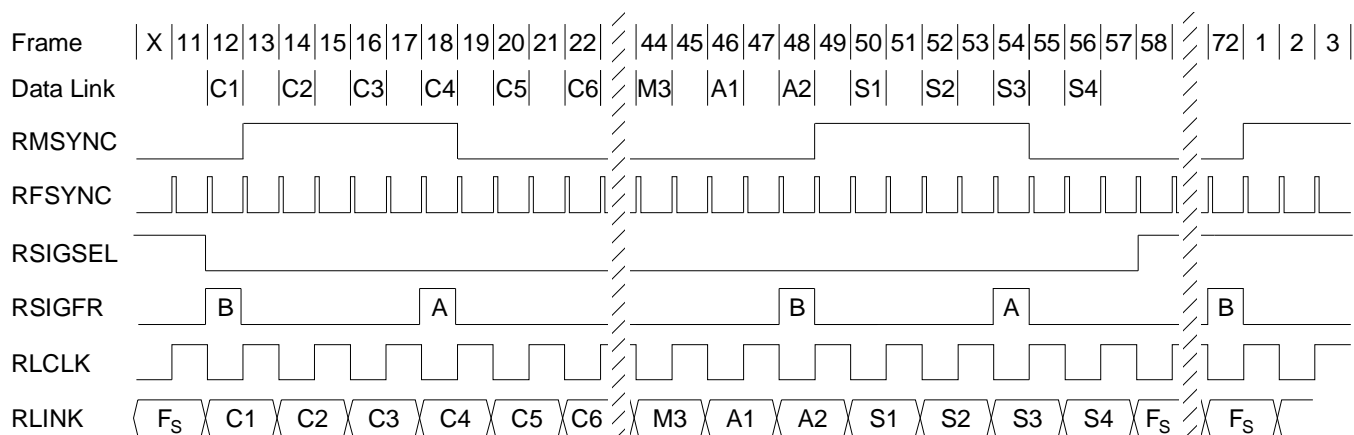 Frame X 11 12 13 14 15 16 17 18 19 20 21 22 44 45 46 47 48 49 50 51 52 53 54 55 56 57 58 72 1 2 3
Data Link C1 C2 C3 C4 C5 C6 M3 A1 A2 S1 S2 S3 S4
RMSYNC
RFSYNC
RSIGSEL
RSIGFR B A B A B
RLCLK
RLINK FS C1 C2 C3 C4 C5 C6 M3 A1 A2 S1 S2 S3 S4 FS FS